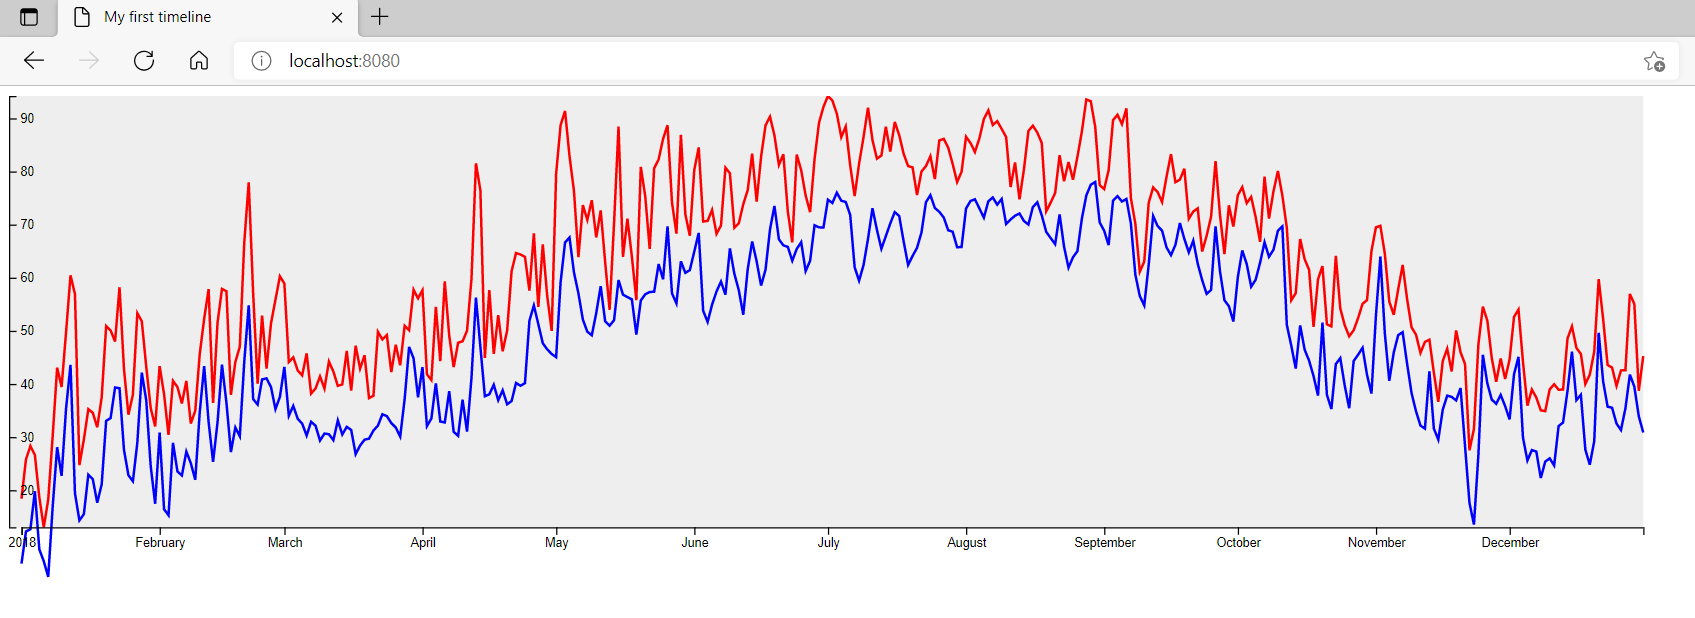 My first timeline
localhost:8080
90
80
70
60
50
40
30
20
2018 February March April May June July August September October November December